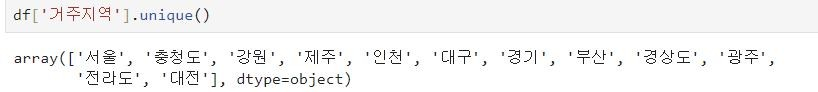 df['거주지역'].unique()
array(['서울', '충청도', '강원', '제주', '인천', '대구', '경기', '부산', '경상도', '광주',
'전라도', '대전'], dtype=object)